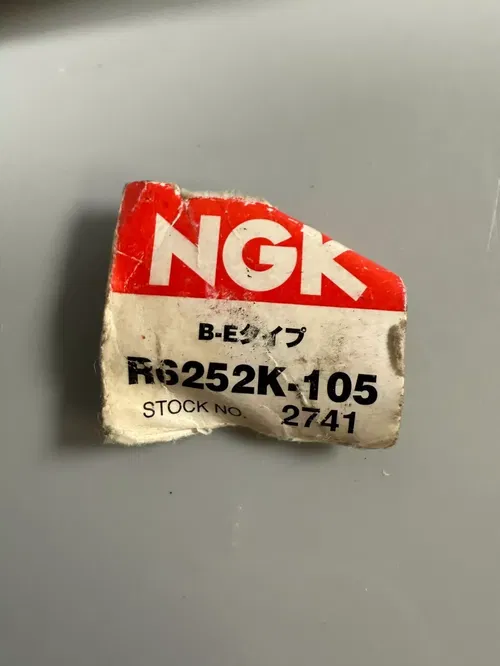 NGK
B-Eタイプ
R6252K-105
STOCK NO. 2741